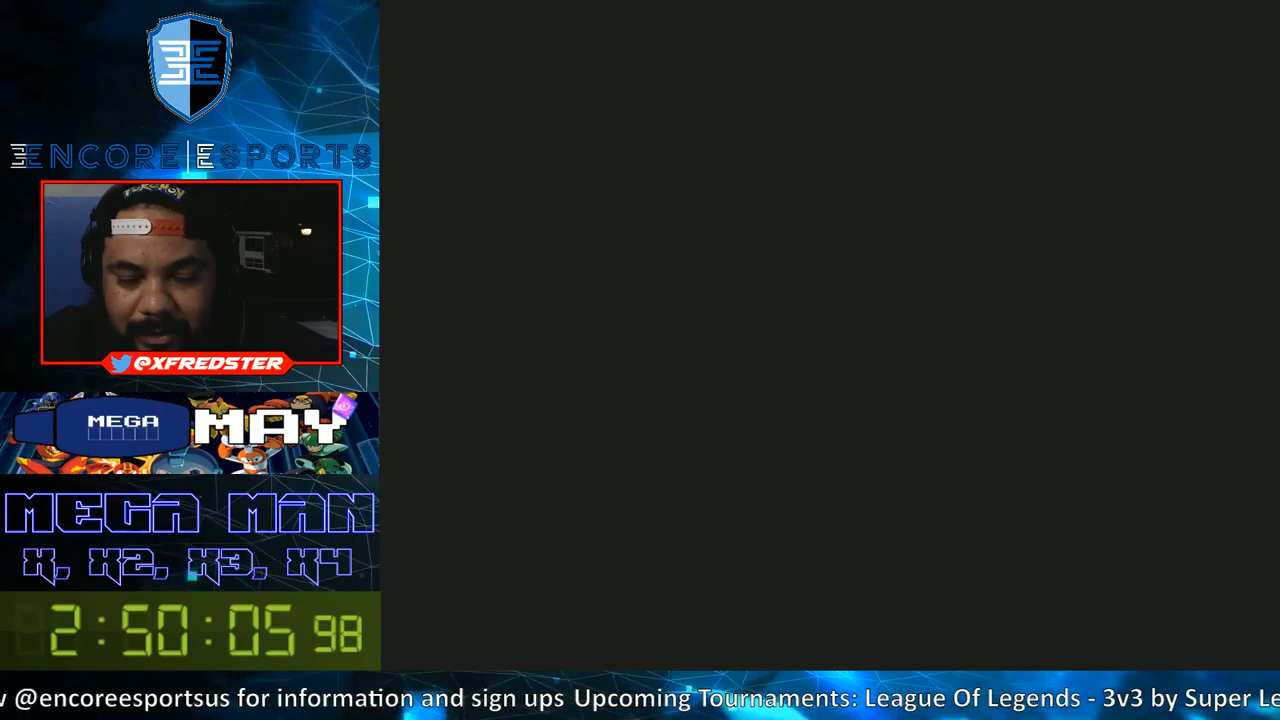 ENCORE|ESPORTS
POKEMON
@XFREDSTER
MEGA MAY
MEGA MAN
X, X2, X3, X4
2:50:05 98
@encoreesportsus for information and sign ups Upcoming Tournaments: League Of Legends - 3v3 by Super